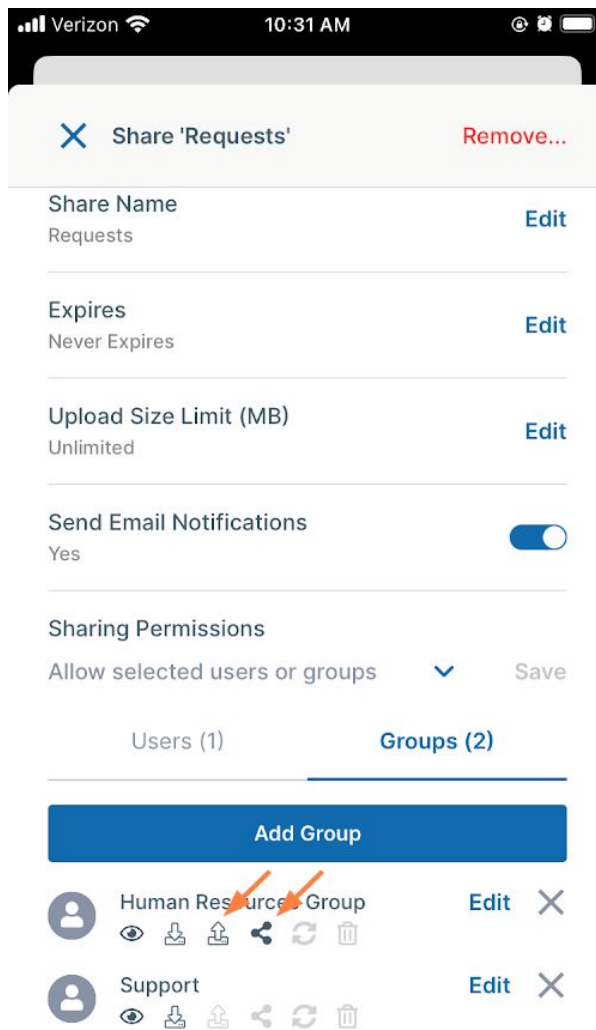 Verizon 10:31 AM
Share 'Requests' Remove...
Share Name
Edit
Requests
Expires
Edit
Never Expires
Upload Size Limit (MB)
Edit
Unlimited
Send Email Notifications
Yes
Sharing Permissions
Allow selected users or groups Save
Users (1) Groups (2)
Add Group
Human Resources Group Edit
Support Edit